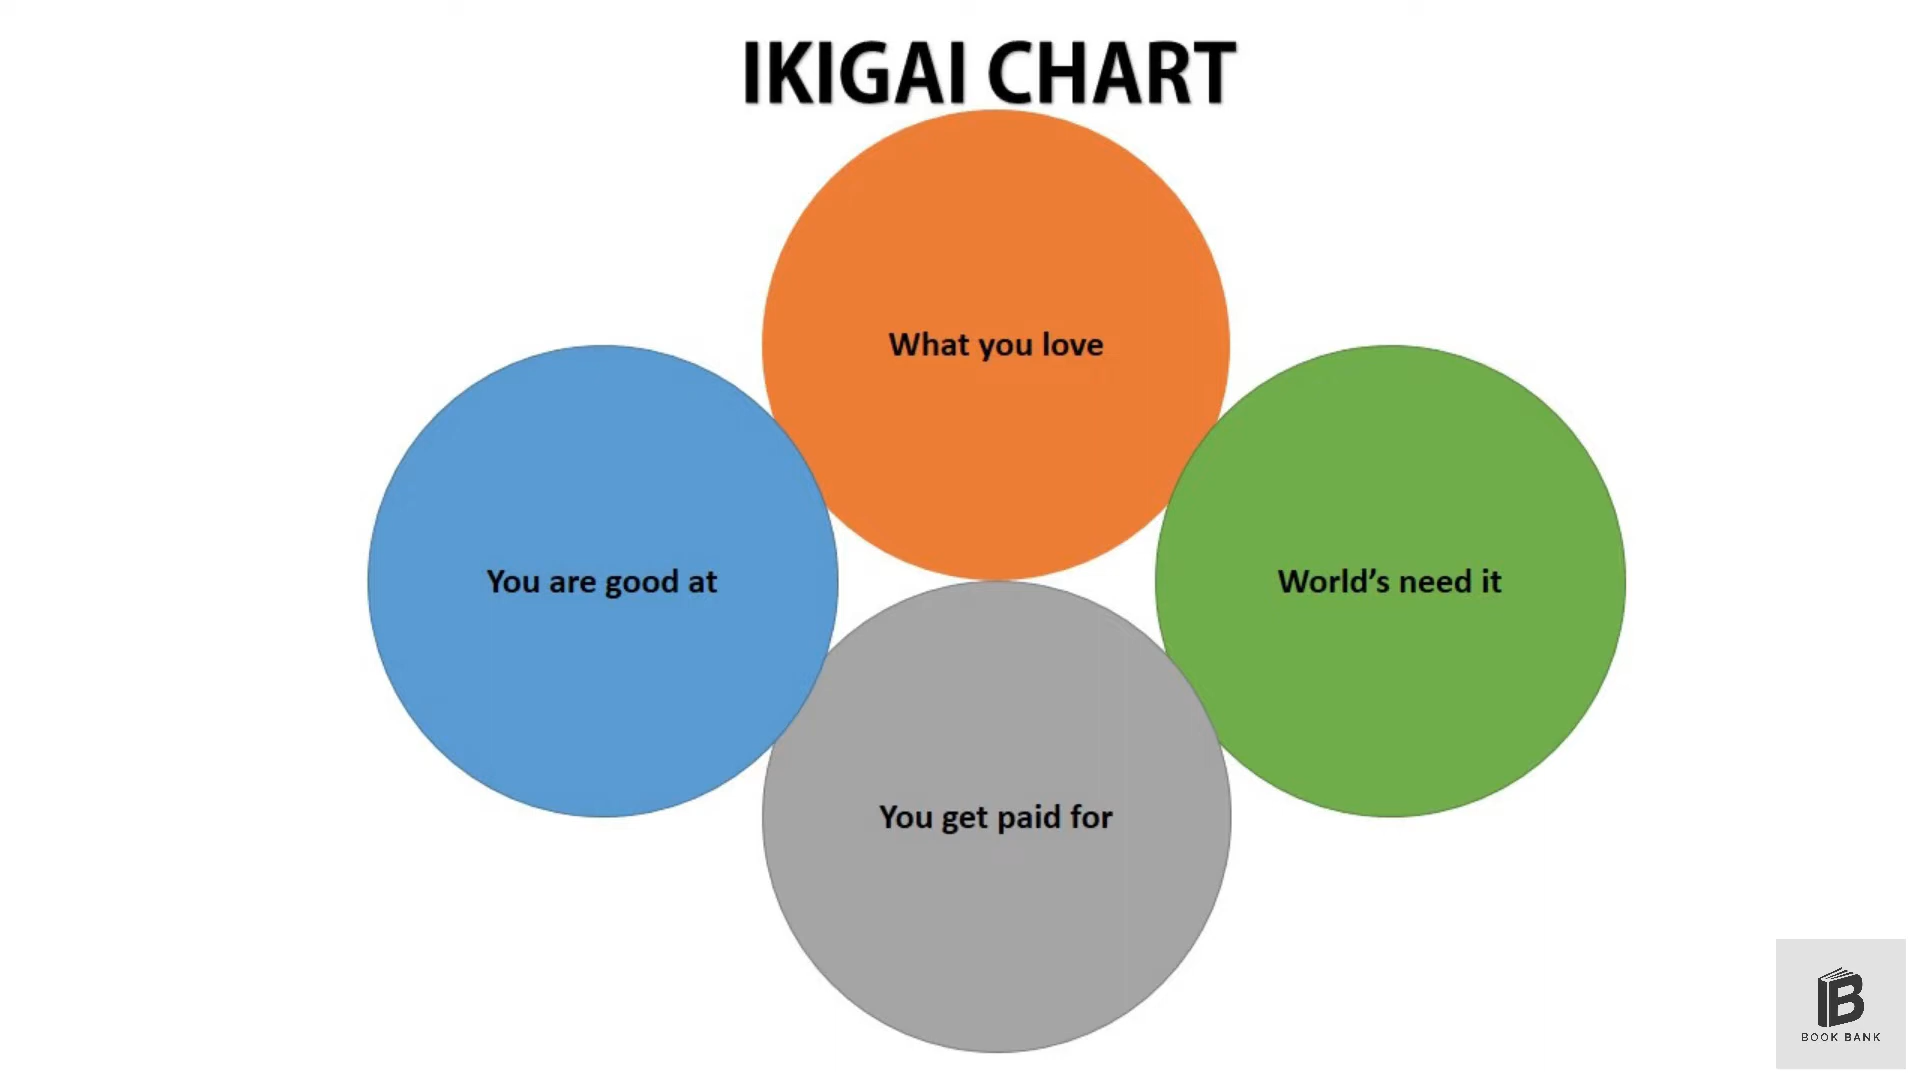 IKIGAI CHART
What you love
You are good at
World’s need it
You get paid for
B
BOOK BANK